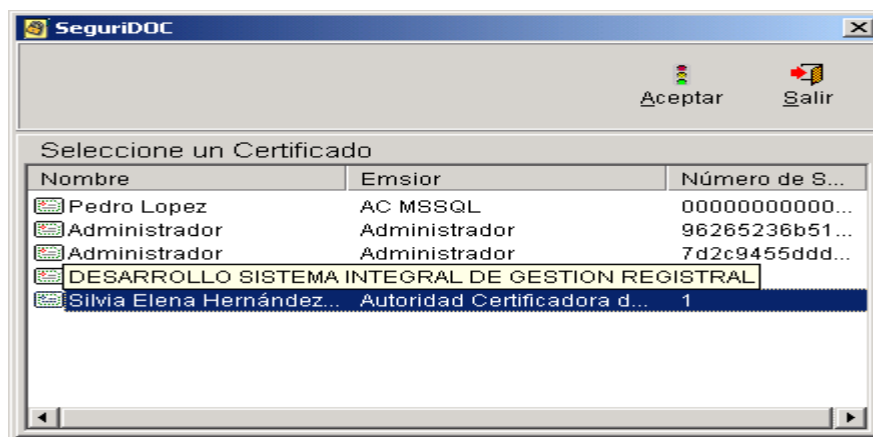 SeguriDOC
Aceptar Salir
Seleccione un Certificado
Nombre Emsior Número de S...
Pedro Lopez AC MSSQL 00000000000...
Administrador Administrador 96265236b51...
Administrador Administrador 7d2c9455ddd...
DESARROLLO SISTEMA INTEGRAL DE GESTION REGISTRAL
Silvia Elena Hernández... Autoridad Certificadora d... 1